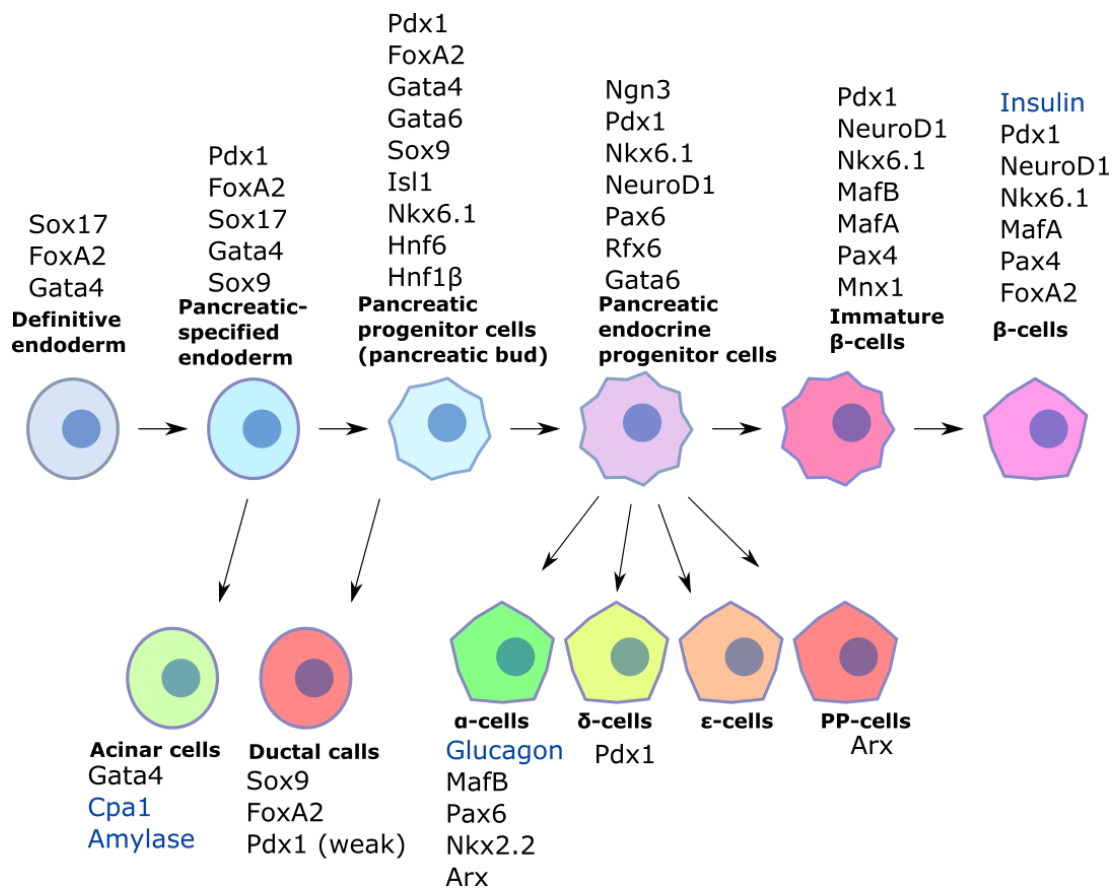 Sox17
FoxA2
Gata4
Definitive
endoderm
Pdx1
FoxA2
Sox17
Gata4
Sox9
Pancreatic-
specified
endoderm
Pdx1
FoxA2
Gata4
Gata6
Sox9
Isl1
Nkx6.1
Hnf6
Hnf1β
Pancreatic
progenitor cells
(pancreatic bud)
Ngn3
Pdx1
Nkx6.1
NeuroD1
Pax6
Rfx6
Gata6
Pancreatic
endocrine
progenitor cells
Pdx1
NeuroD1
Nkx6.1
MafB
MafA
Pax4
Mnx1
Immature
β-cells
Insulin
Pdx1
NeuroD1
Nkx6.1
MafA
Pax4
FoxA2
β-cells
Acinar cells
Gata4
Cpa1
Amylase
Ductal calls
Sox9
FoxA2
Pdx1 (weak)
α-cells
Glucagon
MafB
Pax6
Nkx2.2
Arx
δ-cells
Pdx1
ε-cells
PP-cells
Arx